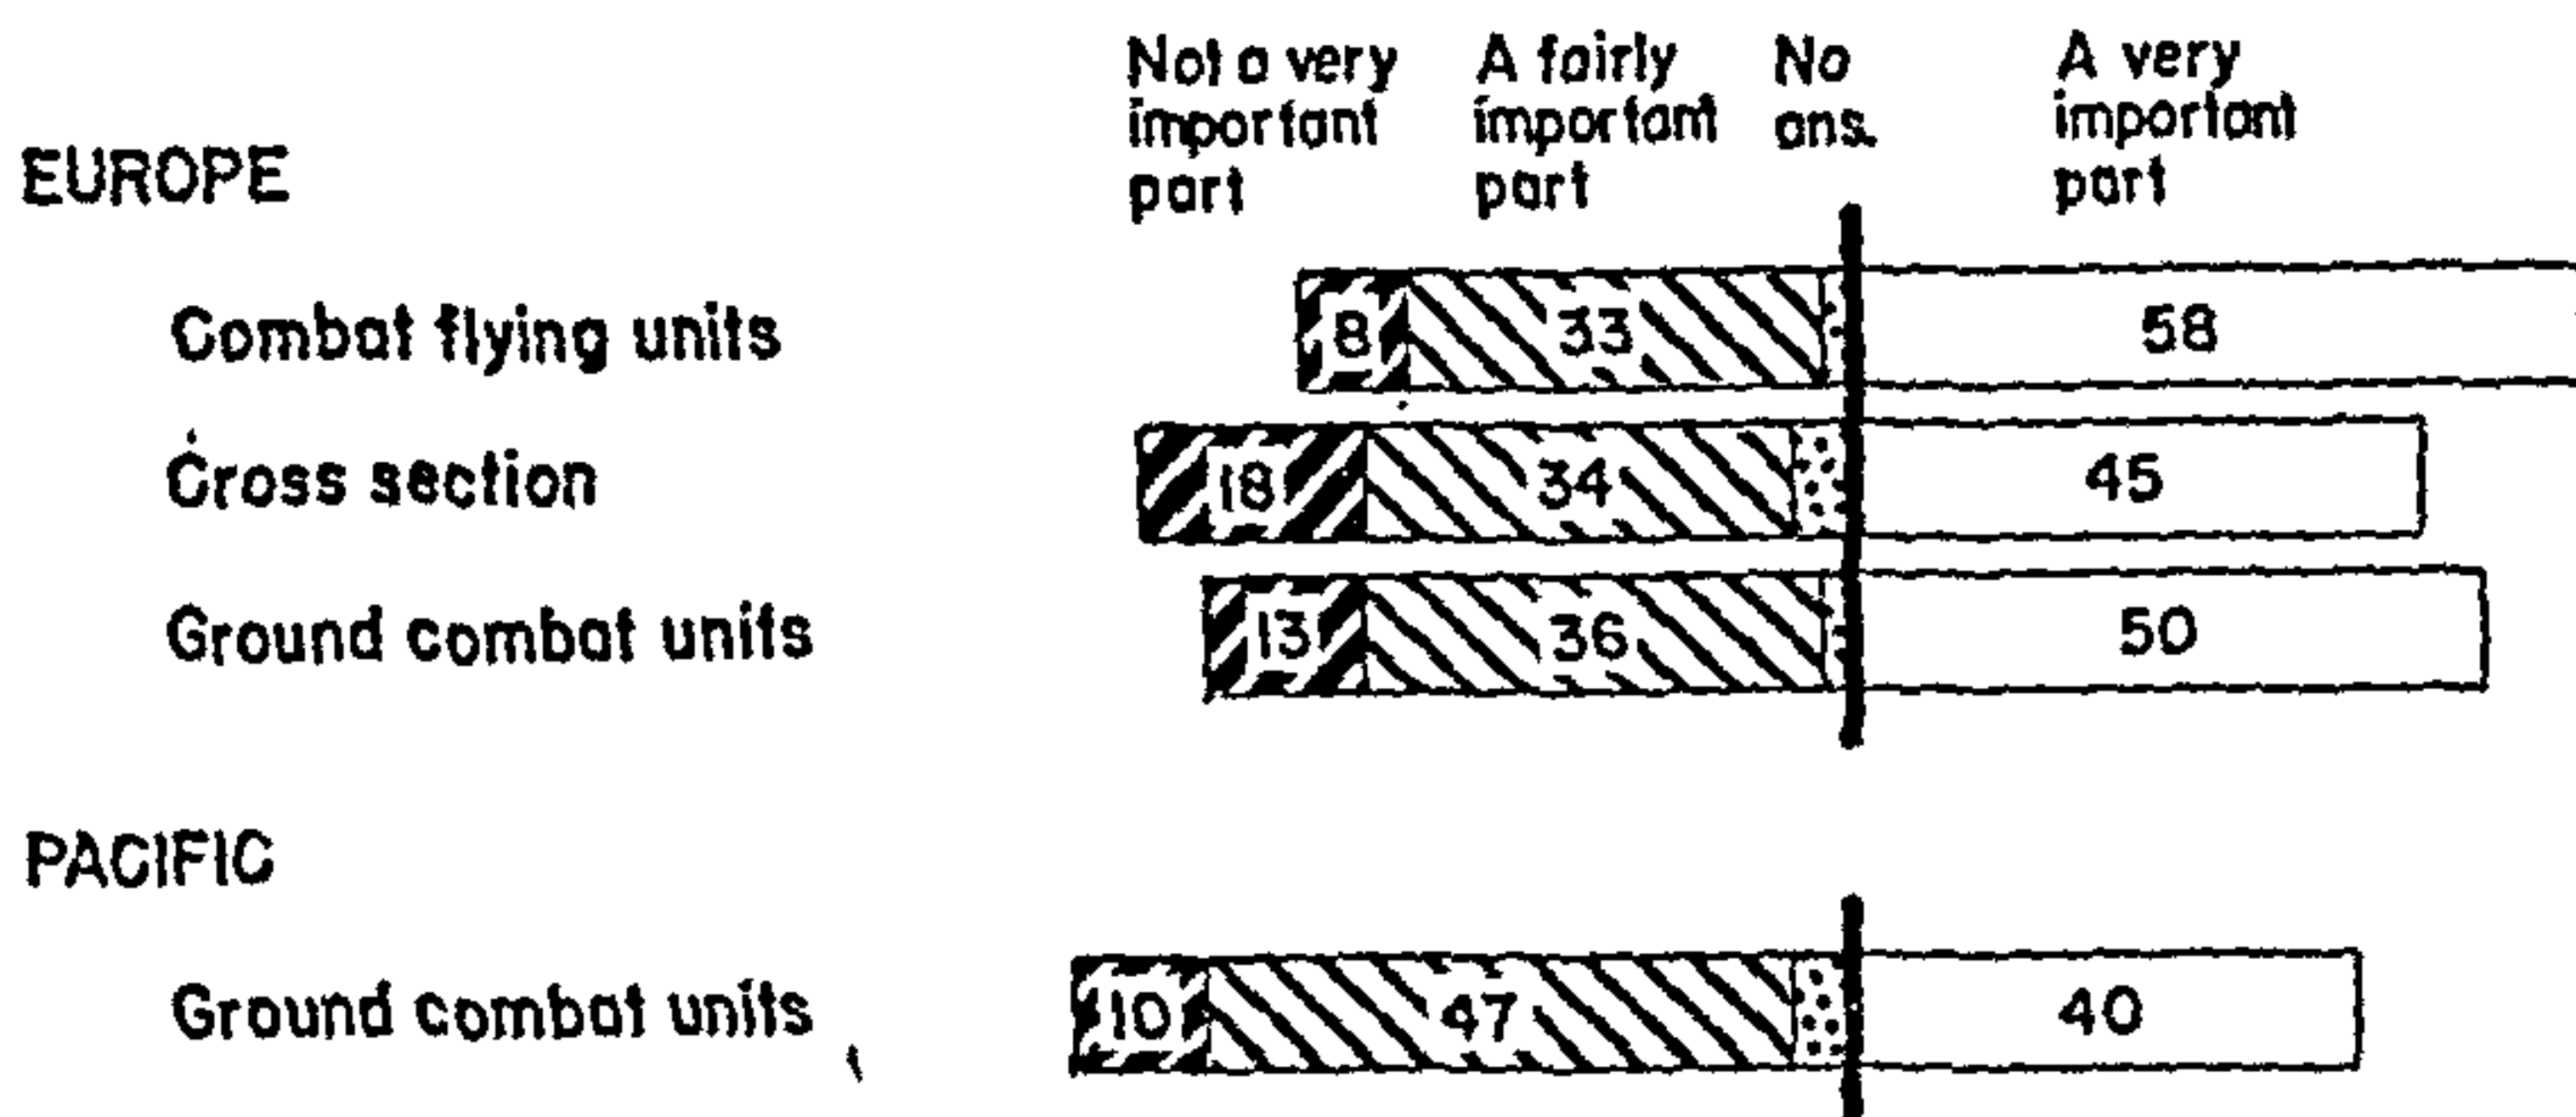 Not a very important part
A fairly important part
No ans.
A very important part
EUROPE
Combat flying units 8 33 58
Cross section 18 34 45
Ground combat units 13 36 50
PACIFIC
Ground combat units 10 47 40